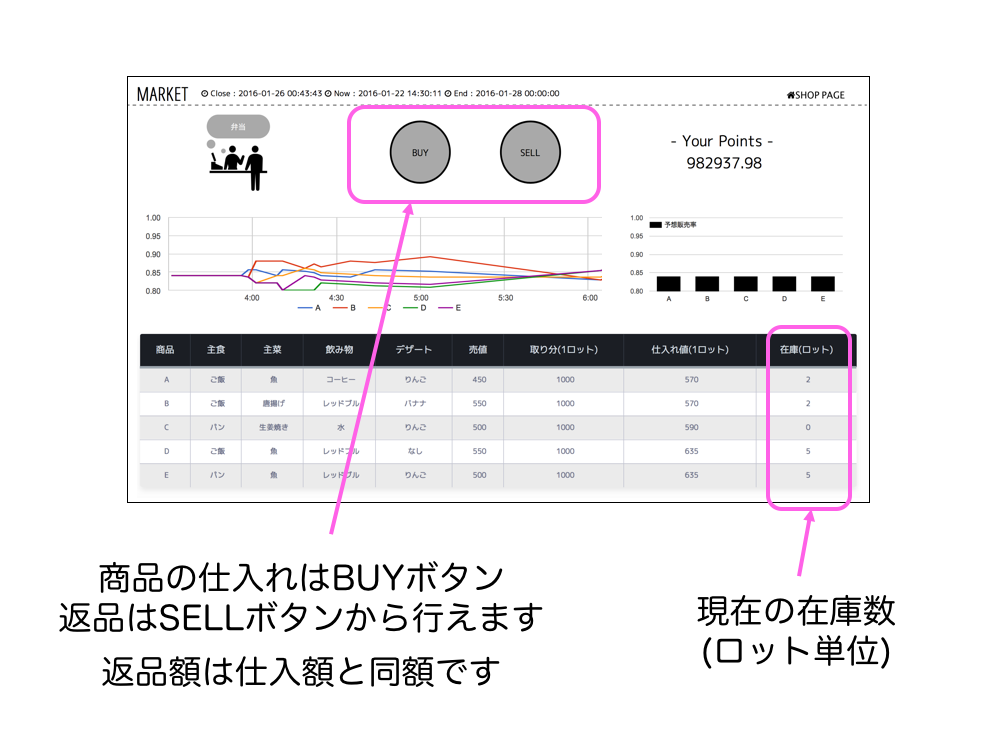 MARKET Close : 2016-01-26 00:43:43 Now : 2016-01-22 14:30:11 End : 2016-01-28 00:00:00 SHOP PAGE
弁当
BUY SELL
- Your Points -
982937.98
1.00
0.95
0.90
0.85
0.80
4:00 4:30 5:00 5:30 6:00
A B C D E
1.00
0.95
0.90
0.85
0.80
予想販売率
A B C D E
商品 主食 主菜 飲み物 デザート 売値 取り分(1ロット) 仕入れ値(1ロット) 在庫(ロット)
A ご飯 魚 コーヒー りんご 450 1000 570 2
B ご飯 唐揚げ レッドブル バナナ 550 1000 570 2
C パン 生姜焼き 水 りんご 500 1000 590 0
D ご飯 魚 レッドブル なし 550 1000 635 5
E パン 魚 レッドブル りんご 500 1000 635 5
商品の仕入れはBUYボタン
返品はSELLボタンから行えます
返品額は仕入額と同額です
現在の在庫数
(ロット単位)